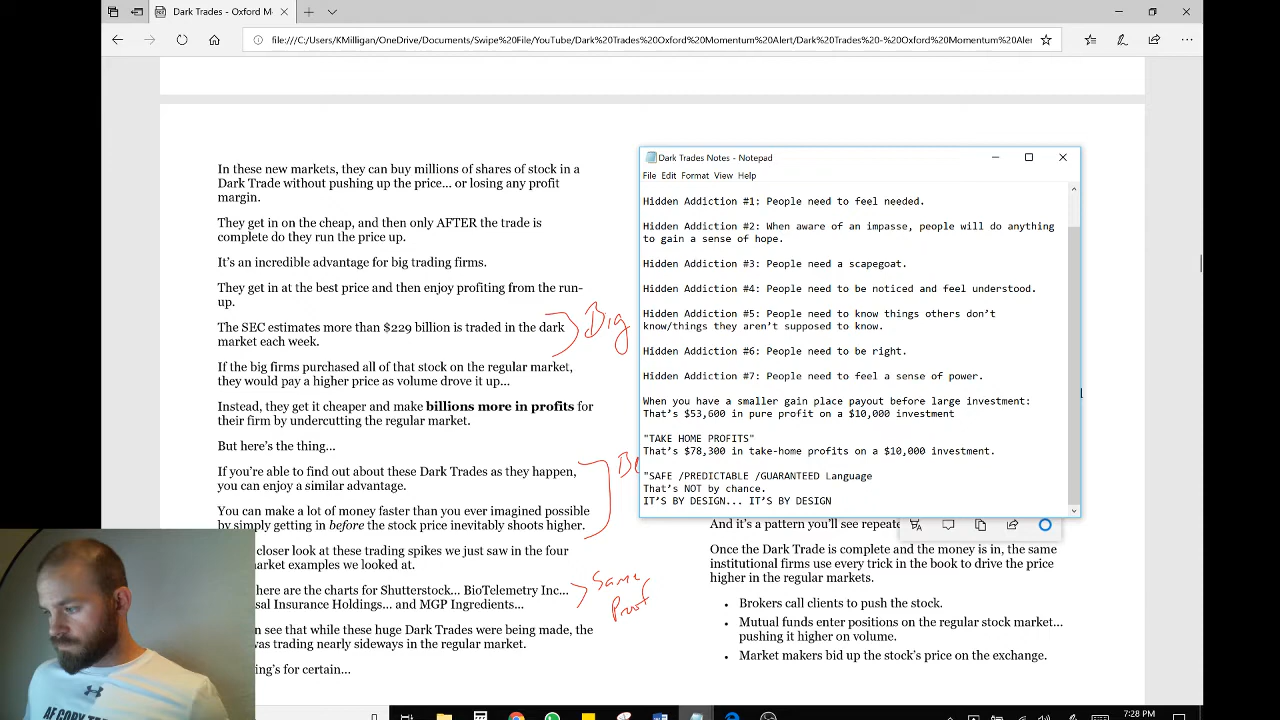 Dark Trades - Oxford M
file:///C:/Users/KMilligan/OneDrive/Documents/Swipe%20File/YouTube/Dark%20Trades%20Oxford%20Momentum%20Alert/Dark%20Trades%20-%20Oxford%20Momentum%20Aler
In these new markets, they can buy millions of shares of stock in a
Dark Trade without pushing up the price... or losing any profit
margin.
They get in on the cheap, and then only AFTER the trade is
complete do they run the price up.
It's an incredible advantage for big trading firms.
They get in at the best price and then enjoy profiting from the run-
up.
The SEC estimates more than $229 billion is traded in the dark
market each week.
Big
If the big firms purchased all of that stock on the regular market,
they would pay a higher price as volume drove it up...
Instead, they get it cheaper and make billions more in profits for
their firm by undercutting the regular market.
But here's the thing...
If you're able to find out about these Dark Trades as they happen,
you can enjoy a similar advantage.
You can make a lot of money faster than you ever imagined possible
by simply getting in before the stock price inevitably shoots higher.
closer look at these trading spikes we just saw in the four
market examples we looked at.
here are the charts for Shutterstock... BioTelemetry Inc...
sal Insurance Holdings... and MGP Ingredients...
Same
Proof
n see that while these huge Dark Trades were being made, the
was trading nearly sideways in the regular market.
ing's for certain...
Dark Trades Notes - Notepad
File Edit Format View Help
Hidden Addiction #1: People need to feel needed.
Hidden Addiction #2: When aware of an impasse, people will do anything
to gain a sense of hope.
Hidden Addiction #3: People need a scapegoat.
Hidden Addiction #4: People need to be noticed and feel understood.
Hidden Addiction #5: People need to know things others don't
know/things they aren't supposed to know.
Hidden Addiction #6: People need to be right.
Hidden Addiction #7: People need to feel a sense of power.
When you have a smaller gain place payout before large investment:
That's $53,600 in pure profit on a $10,000 investment
"TAKE HOME PROFITS"
That's $78,300 in take-home profits on a $10,000 investment.
"SAFE /PREDICTABLE /GUARANTEED Language
That's NOT by chance.
IT'S BY DESIGN... IT'S BY DESIGN
And it's a pattern you'll see repeate
Once the Dark Trade is complete and the money is in, the same
institutional firms use every trick in the book to drive the price
higher in the regular markets.
• Brokers call clients to push the stock.
• Mutual funds enter positions on the regular stock market...
pushing it higher on volume.
• Market makers bid up the stock's price on the exchange.
7:28 PM